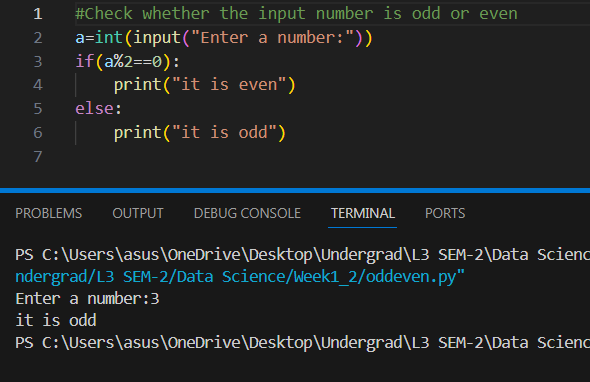 1 #Check whether the input number is odd or even
2 a=int(input("Enter a number:"))
3 if(a%2==0):
4     print("it is even")
5 else:
6     print("it is odd")
7
PROBLEMS OUTPUT DEBUG CONSOLE TERMINAL PORTS
PS C:\Users\asus\OneDrive\Desktop\Undergrad\L3 SEM-2\Data Scienc
ndergrad/L3 SEM-2/Data Science/Week1_2/oddeven.py"
Enter a number:3
it is odd
PS C:\Users\asus\OneDrive\Desktop\Undergrad\L3 SEM-2\Data Scienc